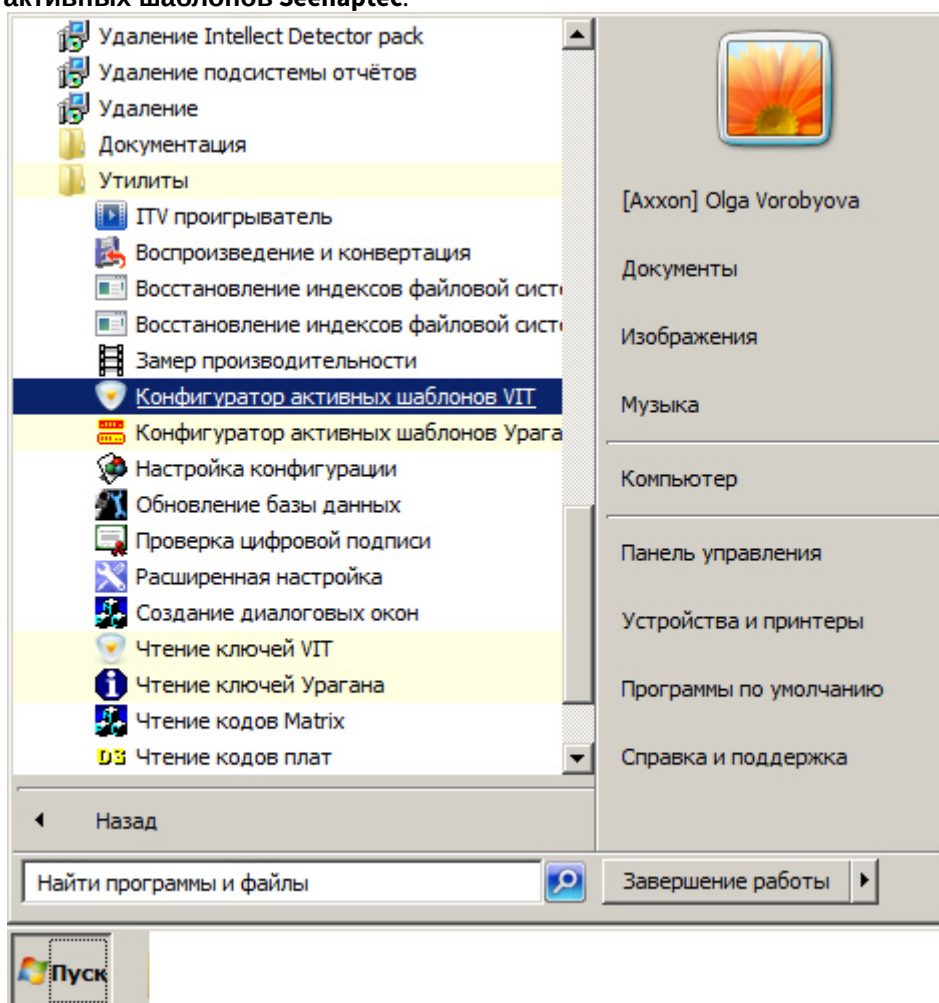 активных шаблонов Seenaptec.
Удаление Intellect Detector pack
Удаление подсистемы отчётов
Удаление
Документация
Утилиты
ITV проигрыватель
Воспроизведение и конвертация
Восстановление индексов файловой систе
Восстановление индексов файловой систе
Замер производительности
Конфигуратор активных шаблонов VIT
Конфигуратор активных шаблонов Урага
Настройка конфигурации
Обновление базы данных
Проверка цифровой подписи
Расширенная настройка
Создание диалоговых окон
Чтение ключей VIT
Чтение ключей Урагана
Чтение кодов Matrix
Чтение кодов плат
Назад
Найти программы и файлы
[Axxon] Olga Vorobyova
Документы
Изображения
Музыка
Компьютер
Панель управления
Устройства и принтеры
Программы по умолчанию
Справка и поддержка
Завершение работы
Пуск